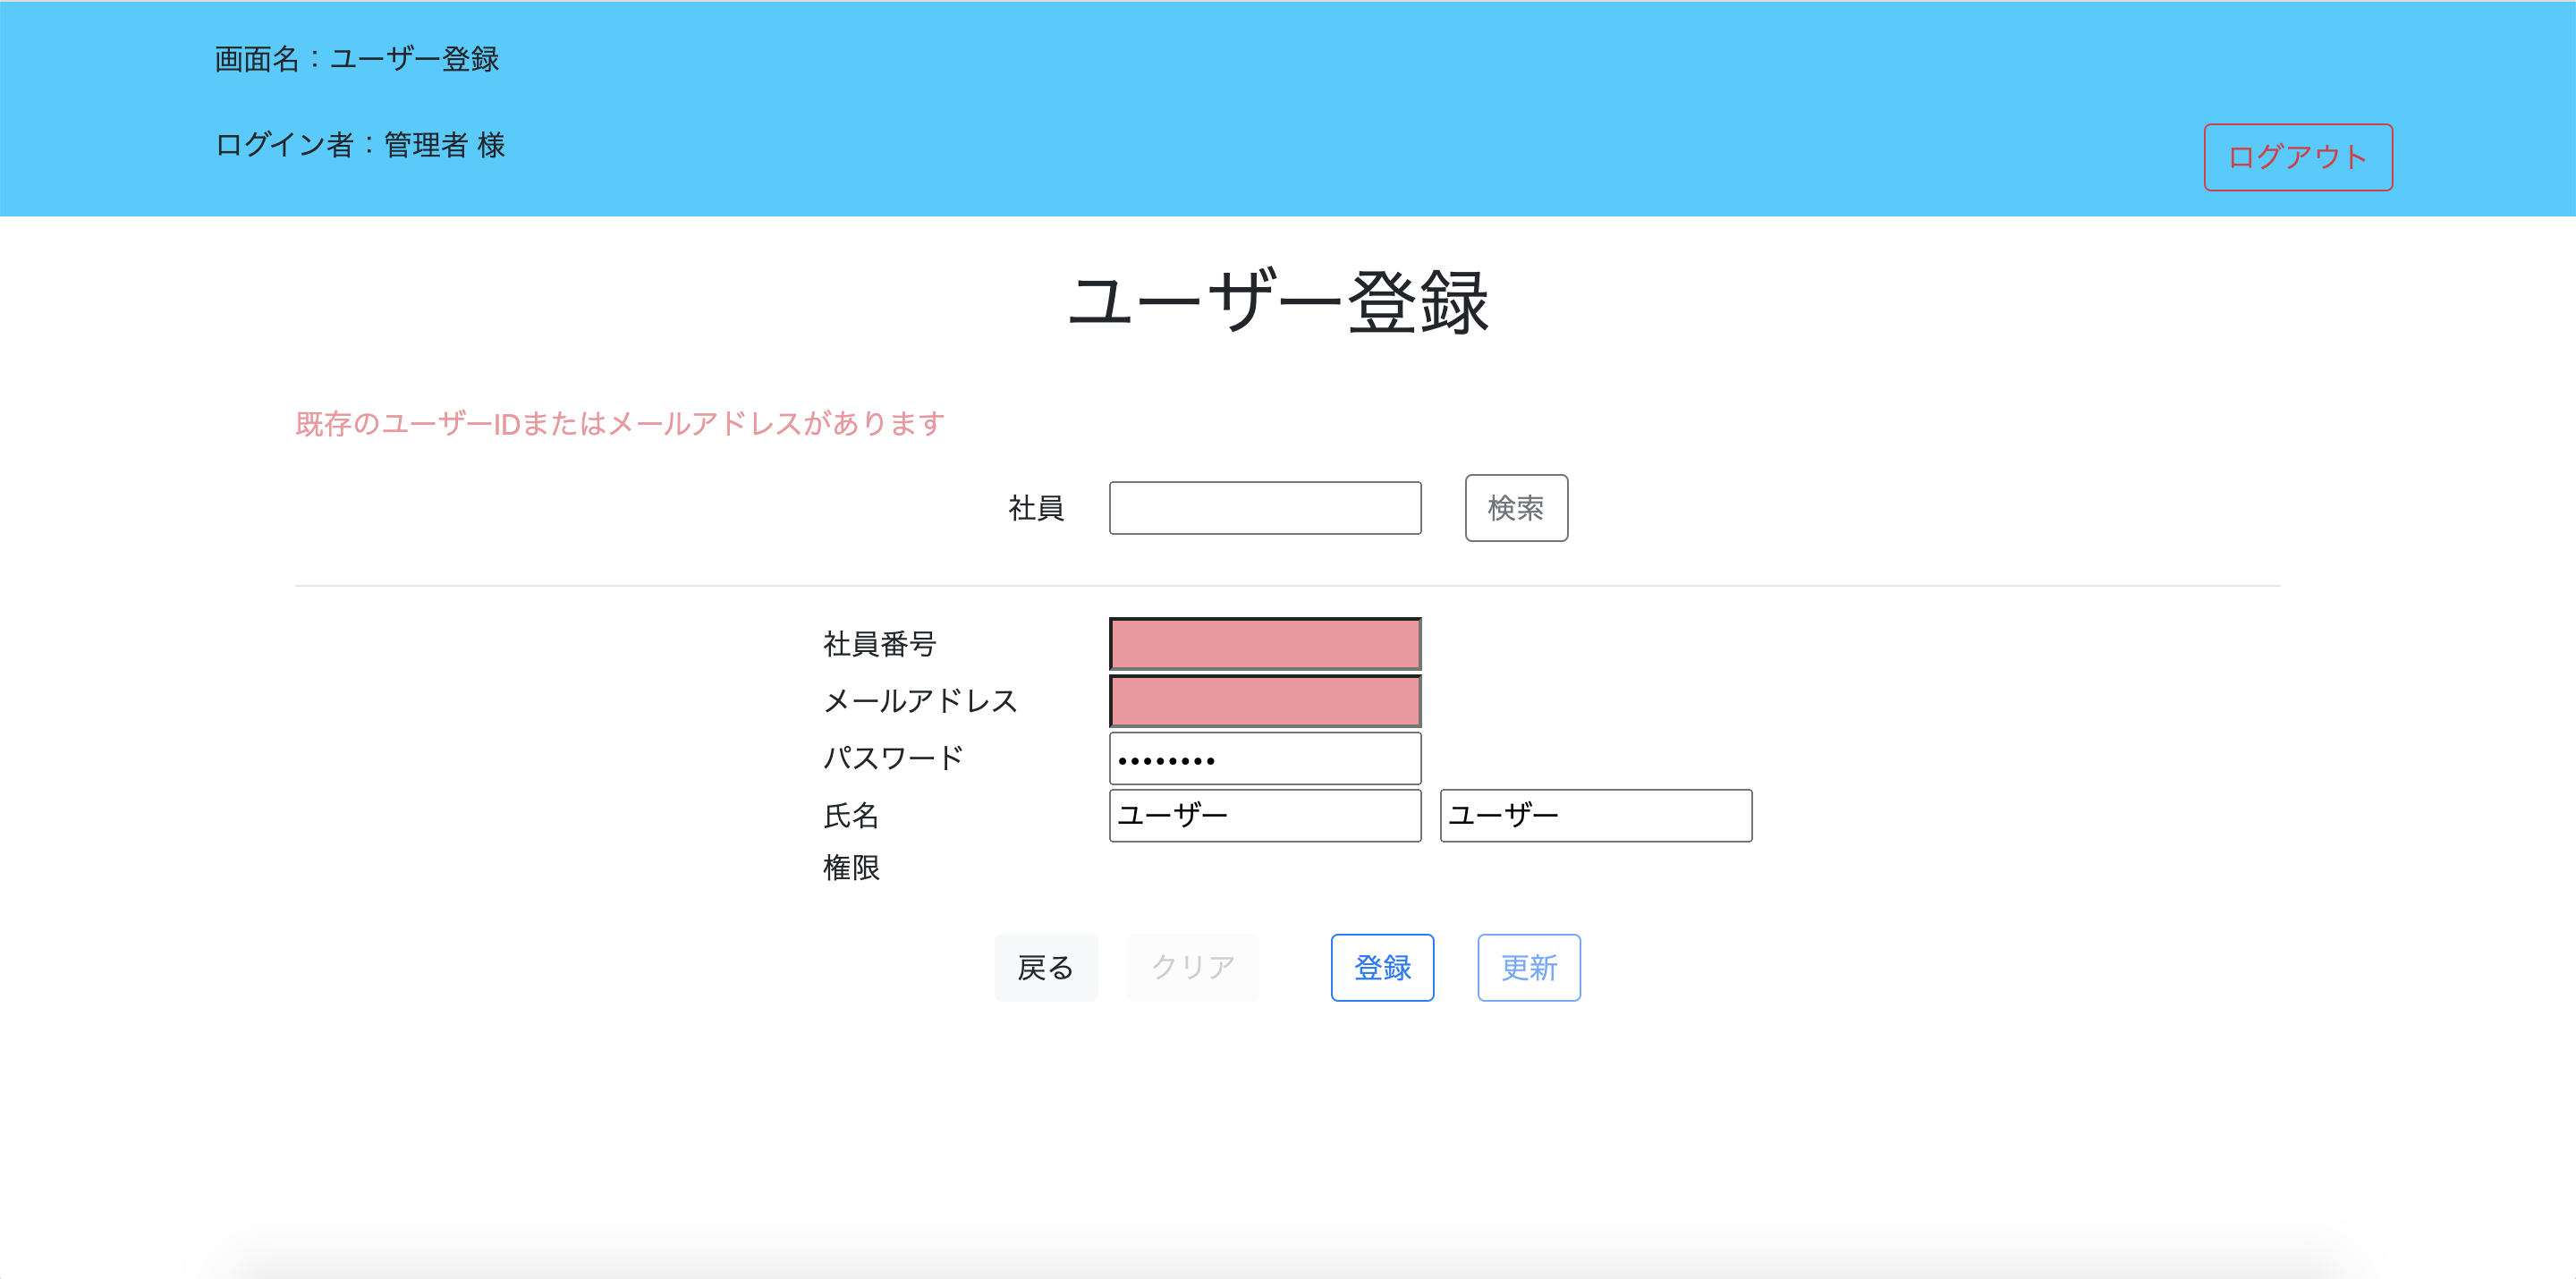 画面名：ユーザー登録
ログイン者：管理者 様
ログアウト
ユーザー登録
既存のユーザーIDまたはメールアドレスがあります
社員 検索
社員番号
メールアドレス
パスワード ••••••••
氏名 ユーザー ユーザー
権限
戻る クリア 登録 更新